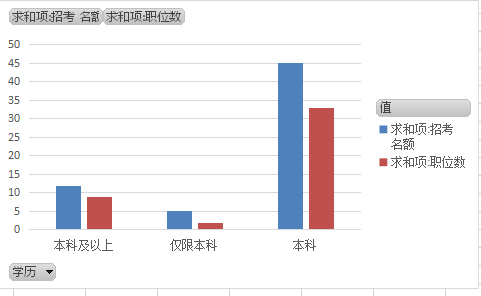 求和项:招考 名额 求和项:职位数
50
45
40
35
30
25
20
15
10
5
0
本科及以上 仅限本科 本科
值
求和项:招考
名额
求和项:职位数
学历